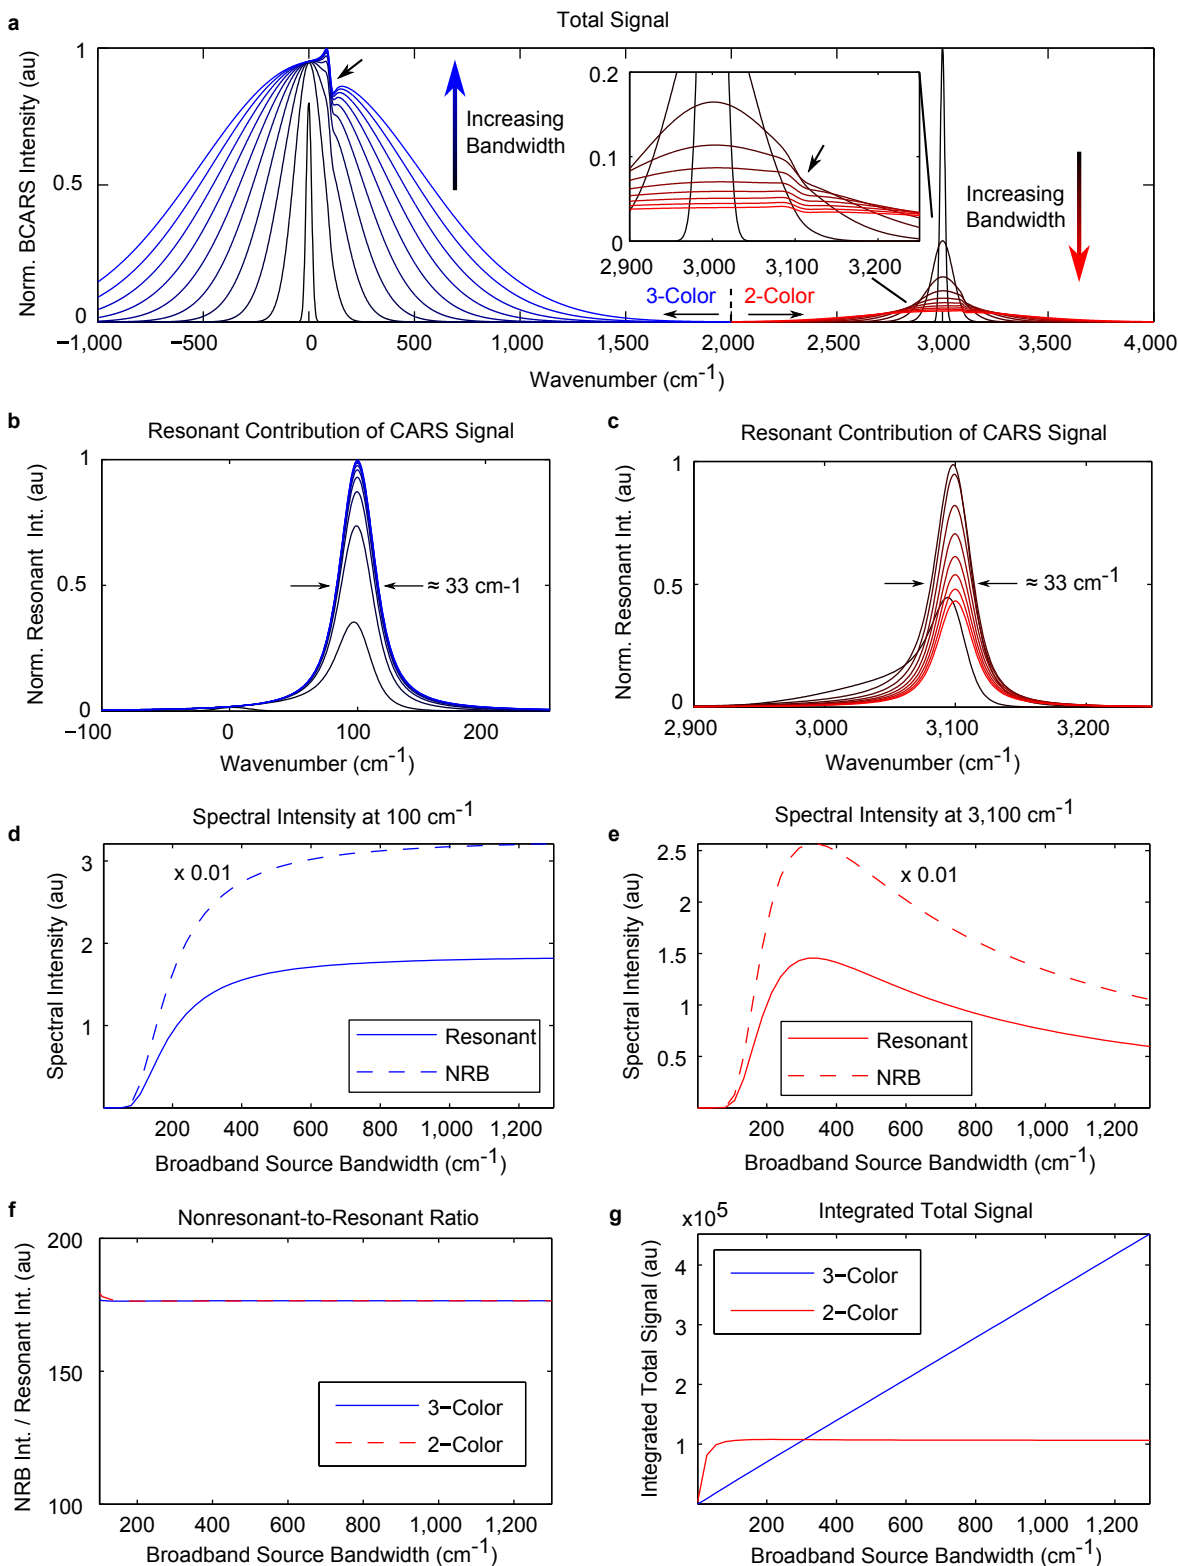 a
Total Signal
Norm. BCARS Intensity (au)
1
0.5
0
−1,000 −500 0 500 1,000 1,500 2,000 2,500 3,000 3,500 4,000
Wavenumber (cm-1)
Increasing
Bandwidth
0.2
0.1
0
2,900 3,000 3,100 3,200
3-Color 2-Color
Increasing
Bandwidth
b
Resonant Contribution of CARS Signal
Norm. Resonant Int. (au)
1
0.5
0
≈ 33 cm-1
−100 0 100 200
Wavenumber (cm-1)
c
Resonant Contribution of CARS Signal
Norm. Resonant Int. (au)
1
0.5
0
≈ 33 cm-1
2,900 3,000 3,100 3,200
Wavenumber (cm-1)
d
Spectral Intensity at 100 cm-1
Spectral Intensity (au)
3
2
1
x 0.01
Resonant
NRB
200 400 600 800 1,000 1,200
Broadband Source Bandwidth (cm-1)
e
Spectral Intensity at 3,100 cm-1
Spectral Intensity (au)
2.5
2
1.5
1
0.5
x 0.01
Resonant
NRB
200 400 600 800 1,000 1,200
Broadband Source Bandwidth (cm-1)
f
Nonresonant-to-Resonant Ratio
NRB Int. / Resonant Int. (au)
200
150
100
3−Color
2−Color
200 400 600 800 1,000 1,200
Broadband Source Bandwidth (cm-1)
g
x10^5
Integrated Total Signal
Integrated Total Signal (au)
4
3
2
1
3−Color
2−Color
200 400 600 800 1,000 1,200
Broadband Source Bandwidth (cm-1)